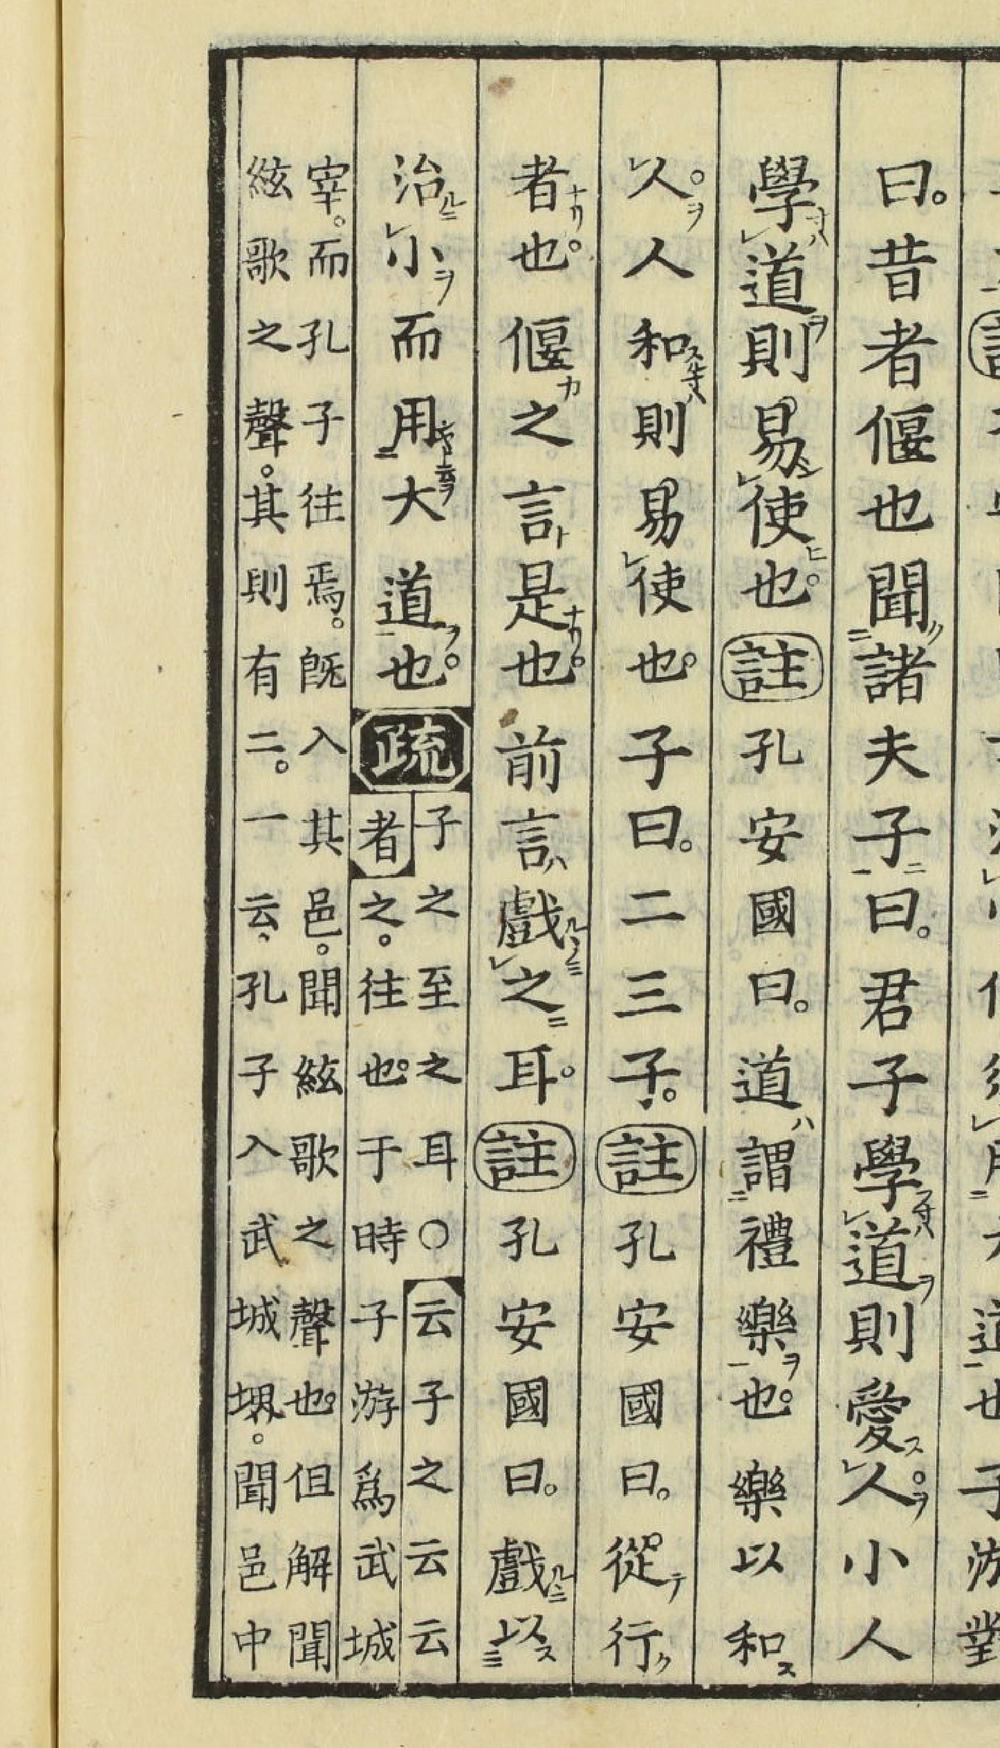 曰。昔者偃也聞諸夫子曰。君子學道則愛人。小人
學道則易使也。註孔安國曰。道謂禮樂也。樂以和
人。人和則易使也。子曰。二三子。註孔安國曰。從行
者也。偃之言是也。前言戲之耳。註孔安國曰。戲以
治小而用大道也。疏
子之至之耳○云子之云云
者之。往也。于時子游爲武城
宰。而孔子往焉。旣入其邑。聞絃歌之聲也。但解聞
絃歌之聲。其則有二。一云、孔子入武城堺。聞邑中